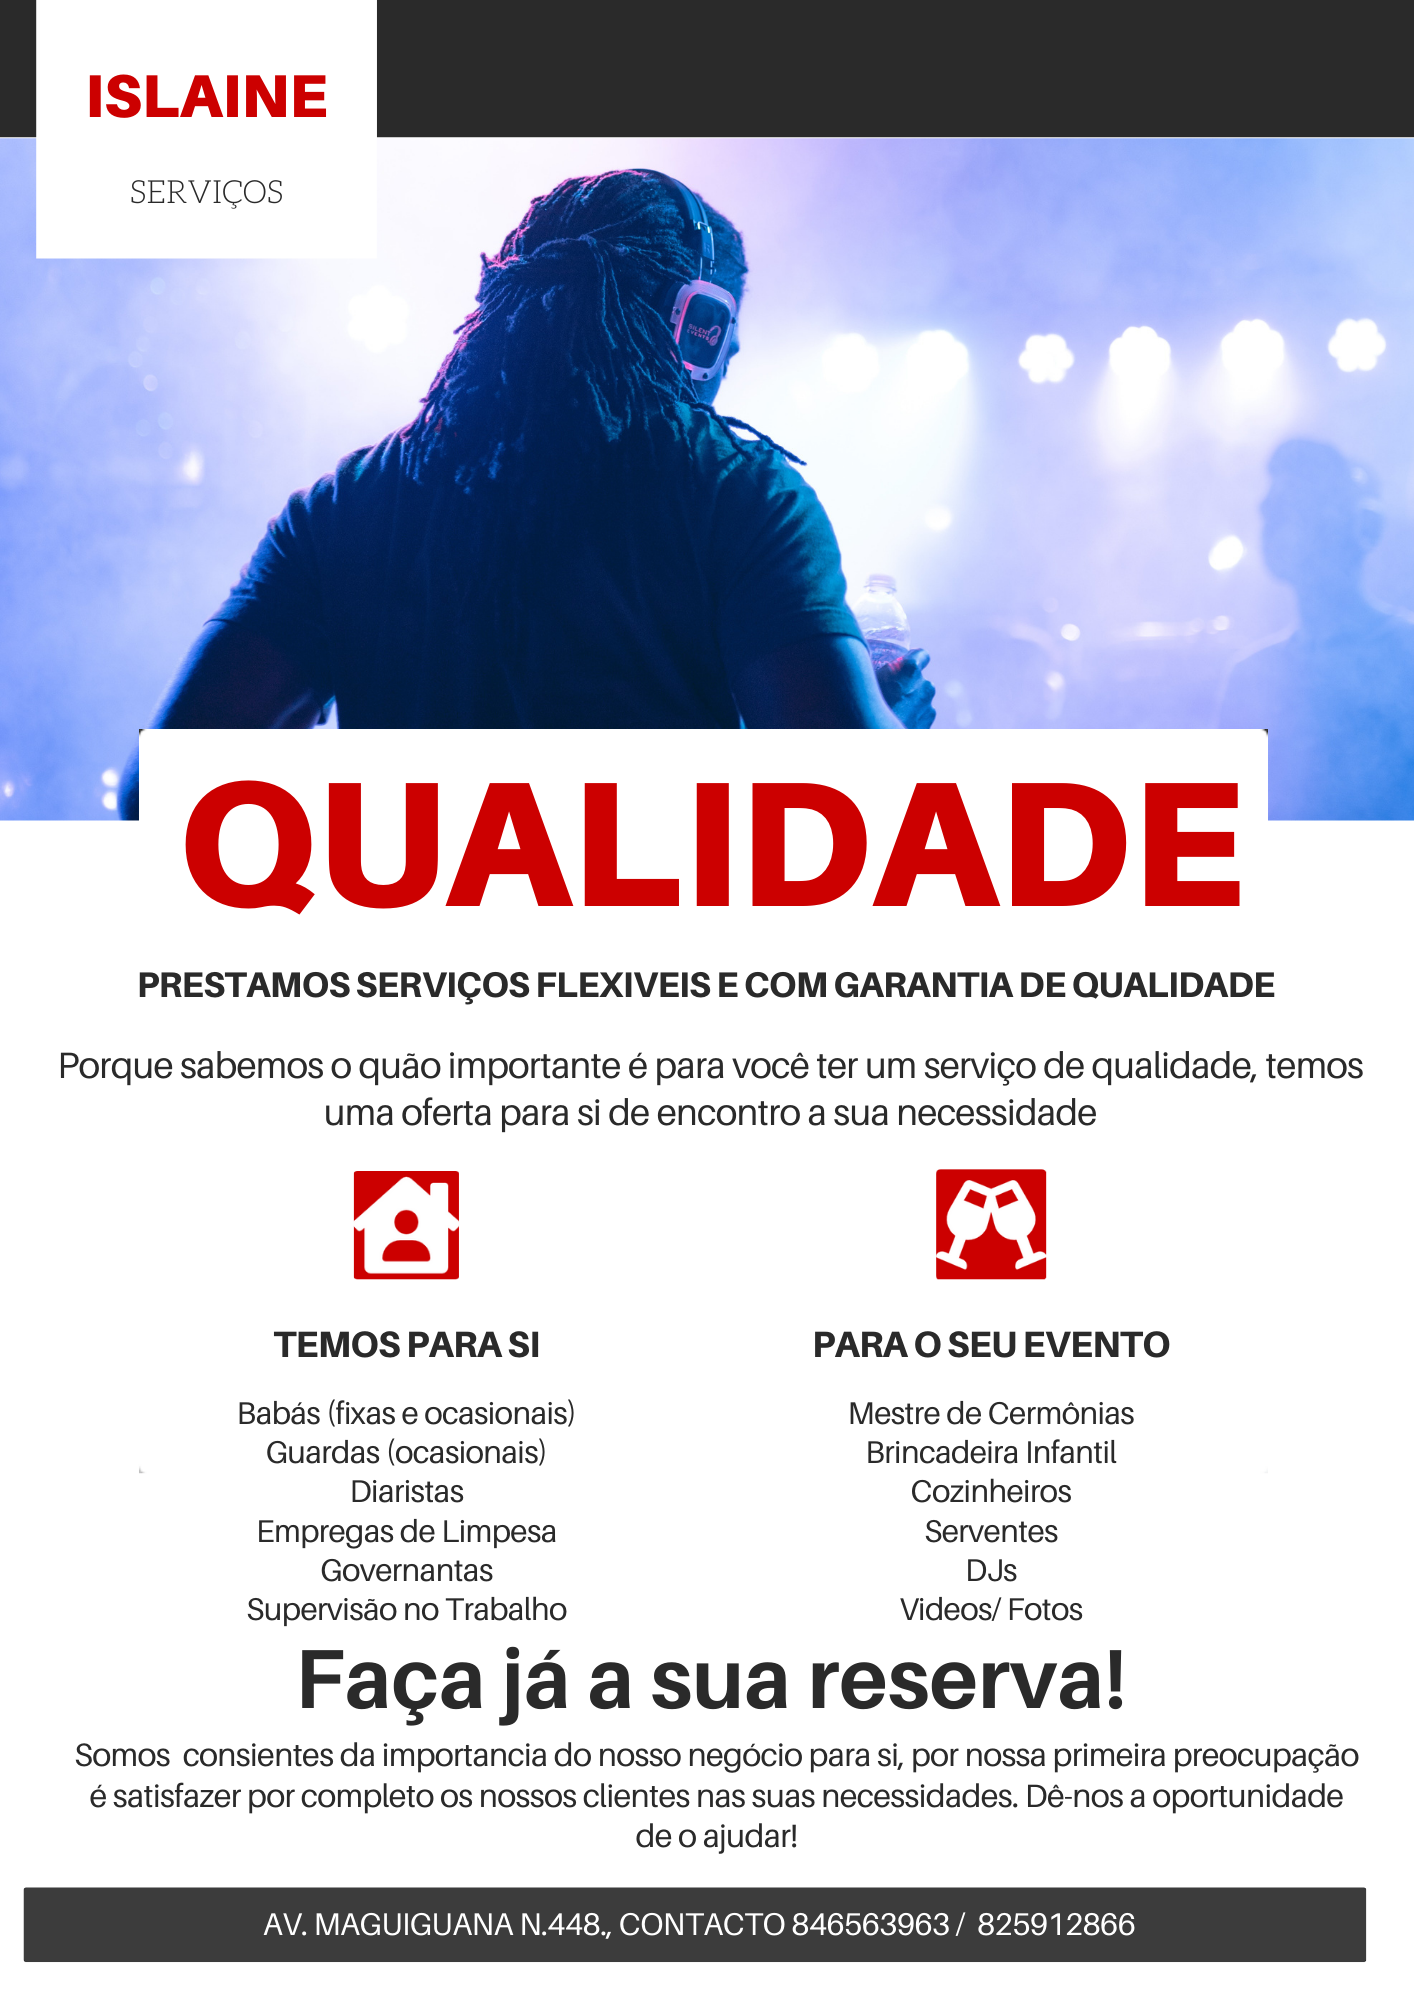 ISLAINE
SERVIÇOS
SILENT
EVENTS
QUALIDADE
PRESTAMOS SERVIÇOS FLEXIVEIS E COM GARANTIA DE QUALIDADE
Porque sabemos o quão importante é para você ter um serviço de qualidade, temos
uma oferta para si de encontro a sua necessidade
TEMOS PARA SI
Babás (fixas e ocasionais)
Guardas (ocasionais)
Diaristas
Empregas de Limpesa
Governantas
Supervisão no Trabalho
PARA O SEU EVENTO
Mestre de Cermônias
Brincadeira Infantil
Cozinheiros
Serventes
DJs
Videos/ Fotos
Faça já a sua reserva!
Somos consientes da importancia do nosso negócio para si, por nossa primeira preocupação
é satisfazer por completo os nossos clientes nas suas necessidades. Dê-nos a oportunidade
de o ajudar!
AV. MAGUIGUANA N.448., CONTACTO 846563963 / 825912866